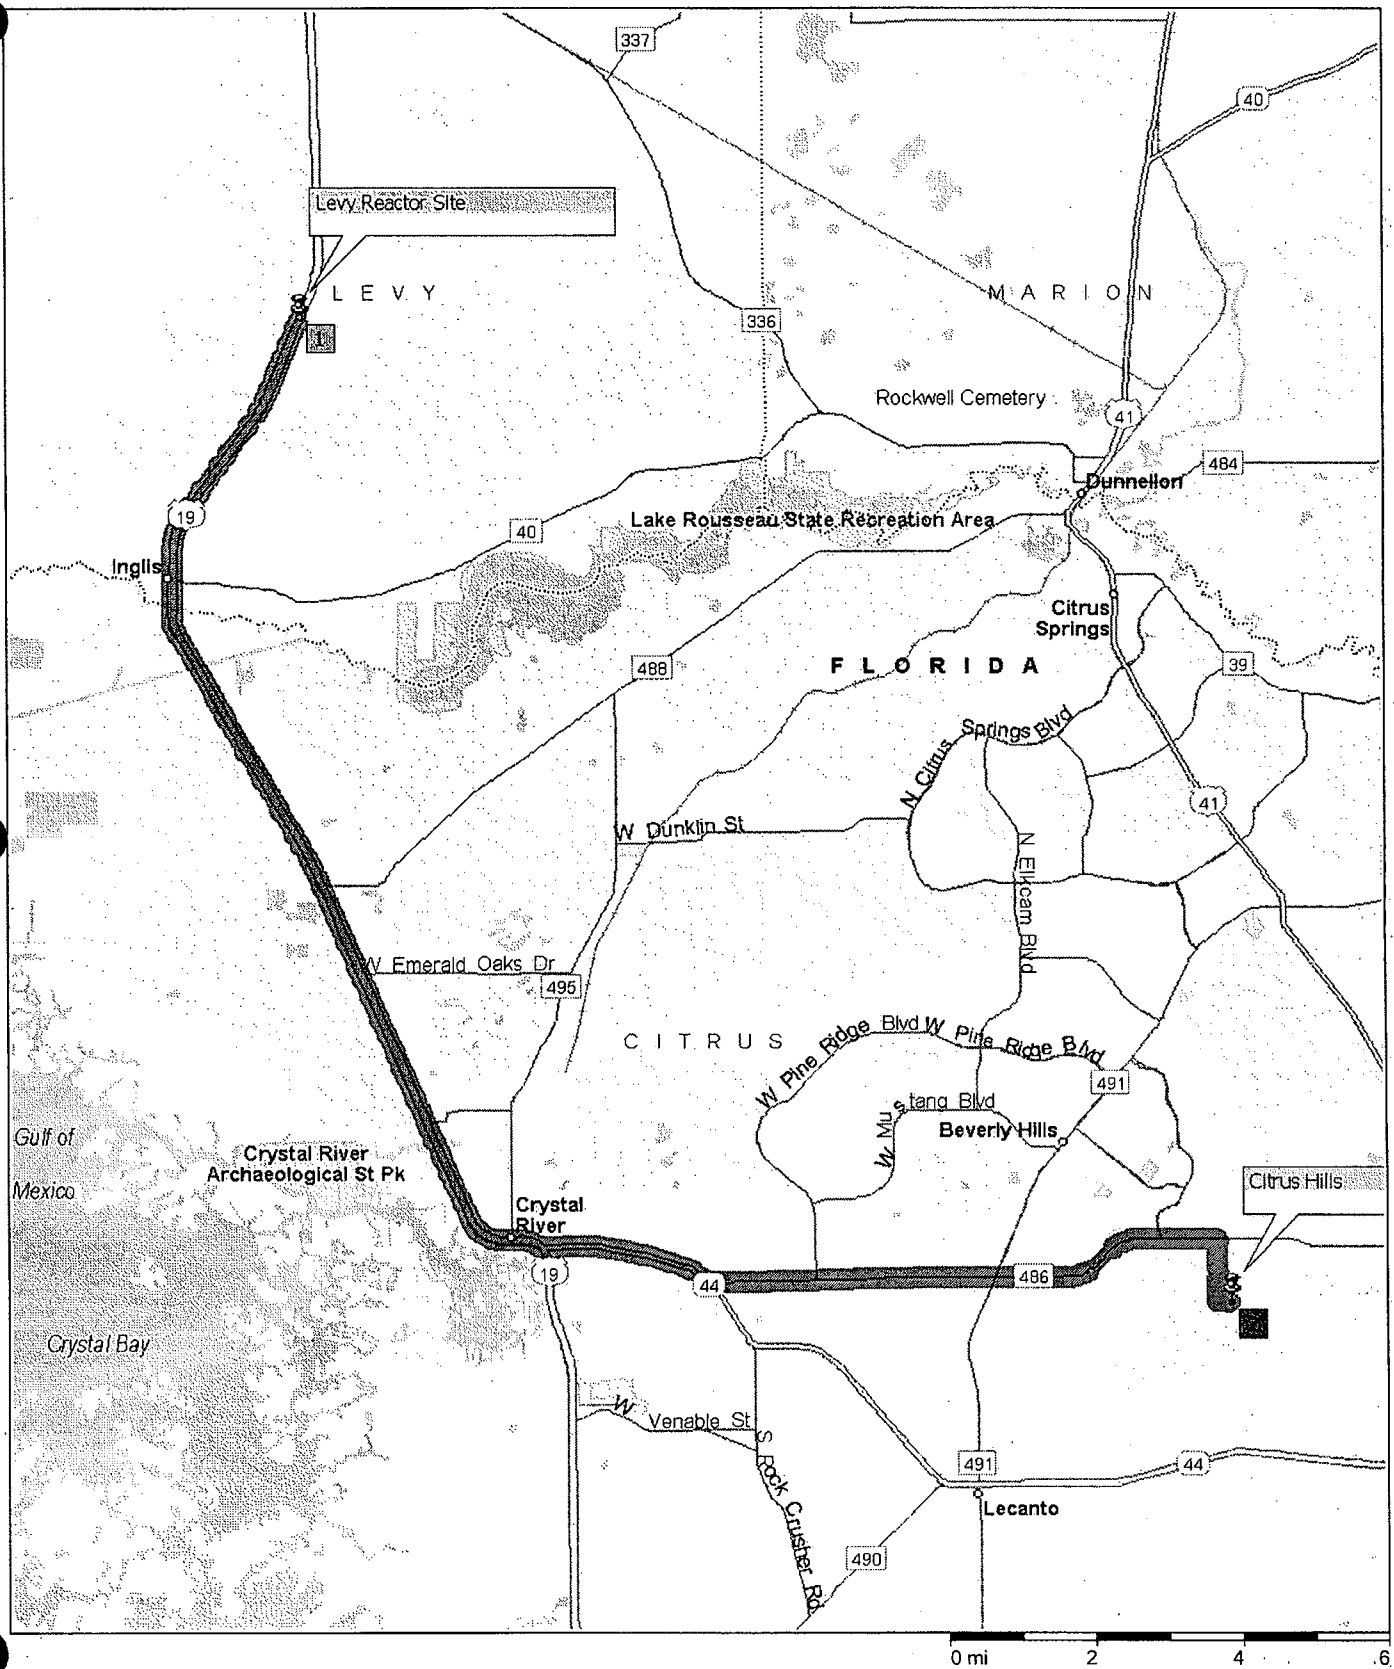 337
40
Levy Reactor Site
LEVY
MARION
1
336
Rockwell Cemetery
41
484
Dunnellon
19
Lake Rousseau State Recreation Area
40
Inglis
Citrus
Springs
FLORIDA
488
39
N Citrus Springs Blvd
41
W Dunklin St
N Elkcam Blvd
W Emerald Oaks Dr
495
CITRUS
W Pine Ridge Blvd
W Pine Ridge Blvd
491
W Mustang Blvd
Beverly Hills
Gulf of
Mexico
Crystal River
Archaeological St Pk
Citrus Hills
Crystal
River
19
44
486
Crystal Bay
W Venable St
S Rock Crusher Rd
491
44
Lecanto
490
0 mi 2 4 6